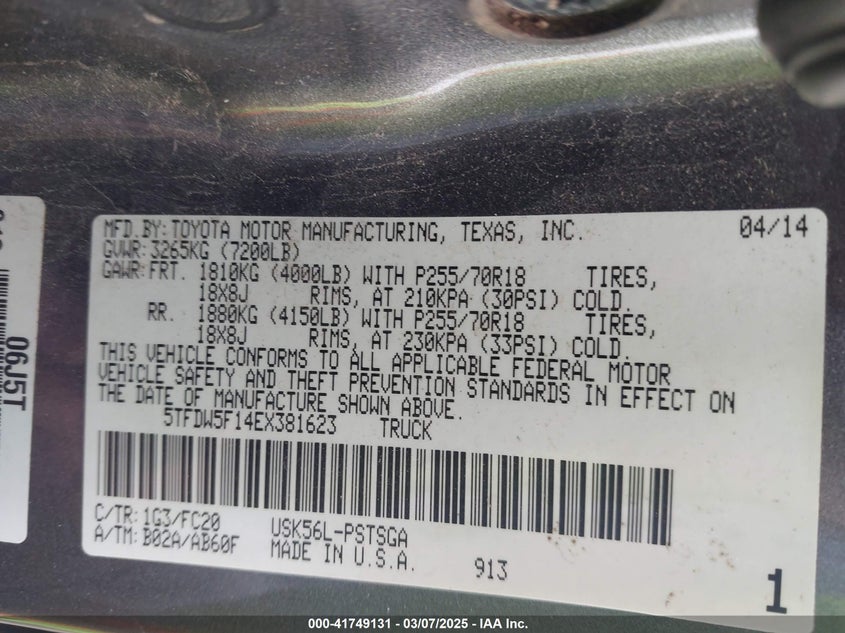 MFD.BY: TOYOTA MOTOR MANUFACTURING, TEXAS, INC. 04/14
GVWR: 3265KG (7200LB)
GAWR: FRT. 1810KG (4000LB) WITH P255/70R18 TIRES,
18X8J RIMS, AT 210KPA (30PSI) COLD.
RR. 1880KG (4150LB) WITH P255/70R18 TIRES,
18X8J RIMS, AT 230KPA (33PSI) COLD.
THIS VEHICLE CONFORMS TO ALL APPLICABLE FEDERAL MOTOR
VEHICLE SAFETY AND THEFT PREVENTION STANDARDS IN EFFECT ON
THE DATE OF MANUFACTURE SHOWN ABOVE.
5TFDW5F14EX381623 TRUCK
C/TR: 1G3/FC20 USK56L-PSTSGA
A/TM: B02A/AB60F MADE IN U.S.A. 913
1
06J5T
000-41749131 - 03/07/2025 - IAA Inc.